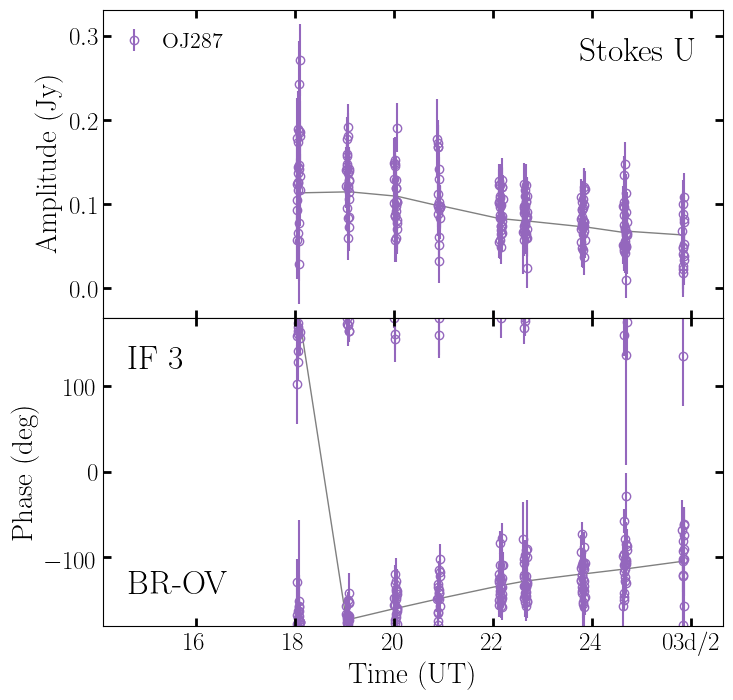 0.3
0.2
0.1
0.0
Amplitude (Jy)
OJ287
Stokes U
100
0
−100
Phase (deg)
IF 3
BR-OV
16 18 20 22 24 03d/2
Time (UT)